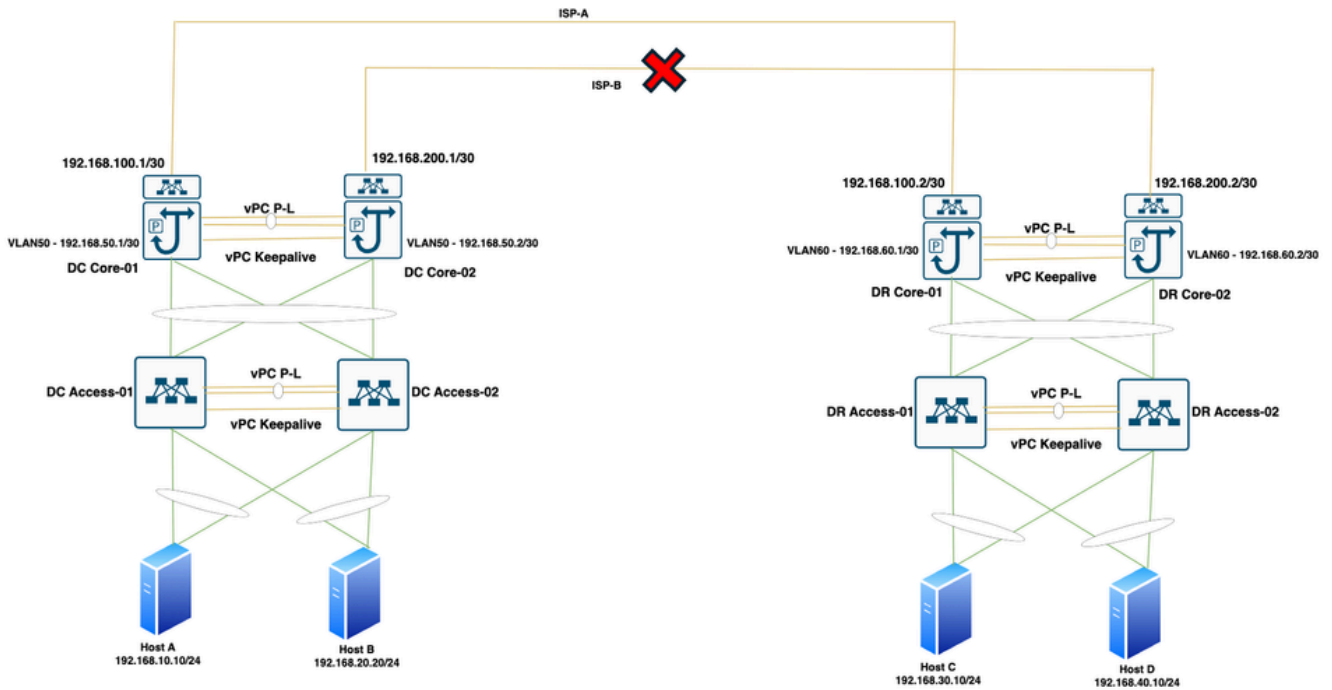 ISP-A
ISP-B
192.168.100.1/30
192.168.200.1/30
192.168.100.2/30
192.168.200.2/30
vPC P-L
P
P
VLAN50 - 192.168.50.1/30
VLAN50 - 192.168.50.2/30
vPC Keepalive
DC Core-01
DC Core-02
vPC P-L
P
P
VLAN60 - 192.168.60.1/30
VLAN60 - 192.168.60.2/30
vPC Keepalive
DR Core-01
DR Core-02
vPC P-L
DC Access-01
DC Access-02
vPC Keepalive
vPC P-L
DR Access-01
DR Access-02
vPC Keepalive
Host A
192.168.10.10/24
Host B
192.168.20.20/24
Host C
192.168.30.10/24
Host D
192.168.40.10/24